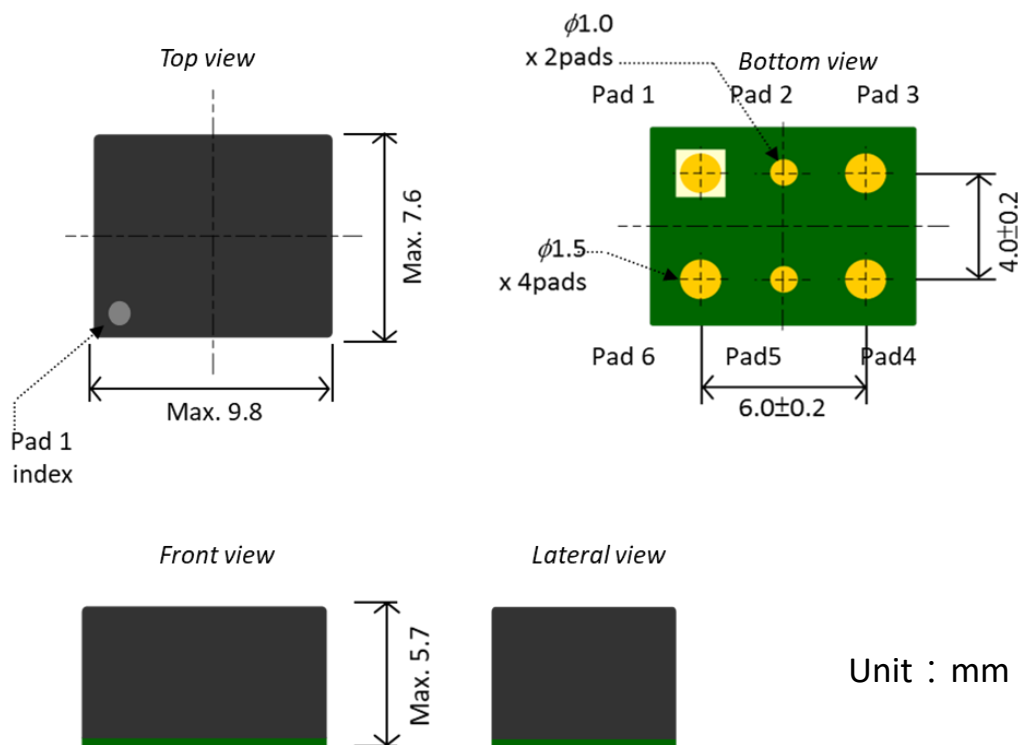 Top view
Max. 7.6
Max. 9.8
Pad 1
index
ϕ1.0
x 2pads
Bottom view
Pad 1
Pad 2
Pad 3
4.0±0.2
ϕ1.5
x 4pads
Pad 6
Pad5
Pad4
6.0±0.2
Front view
Max. 5.7
Lateral view
Unit：mm